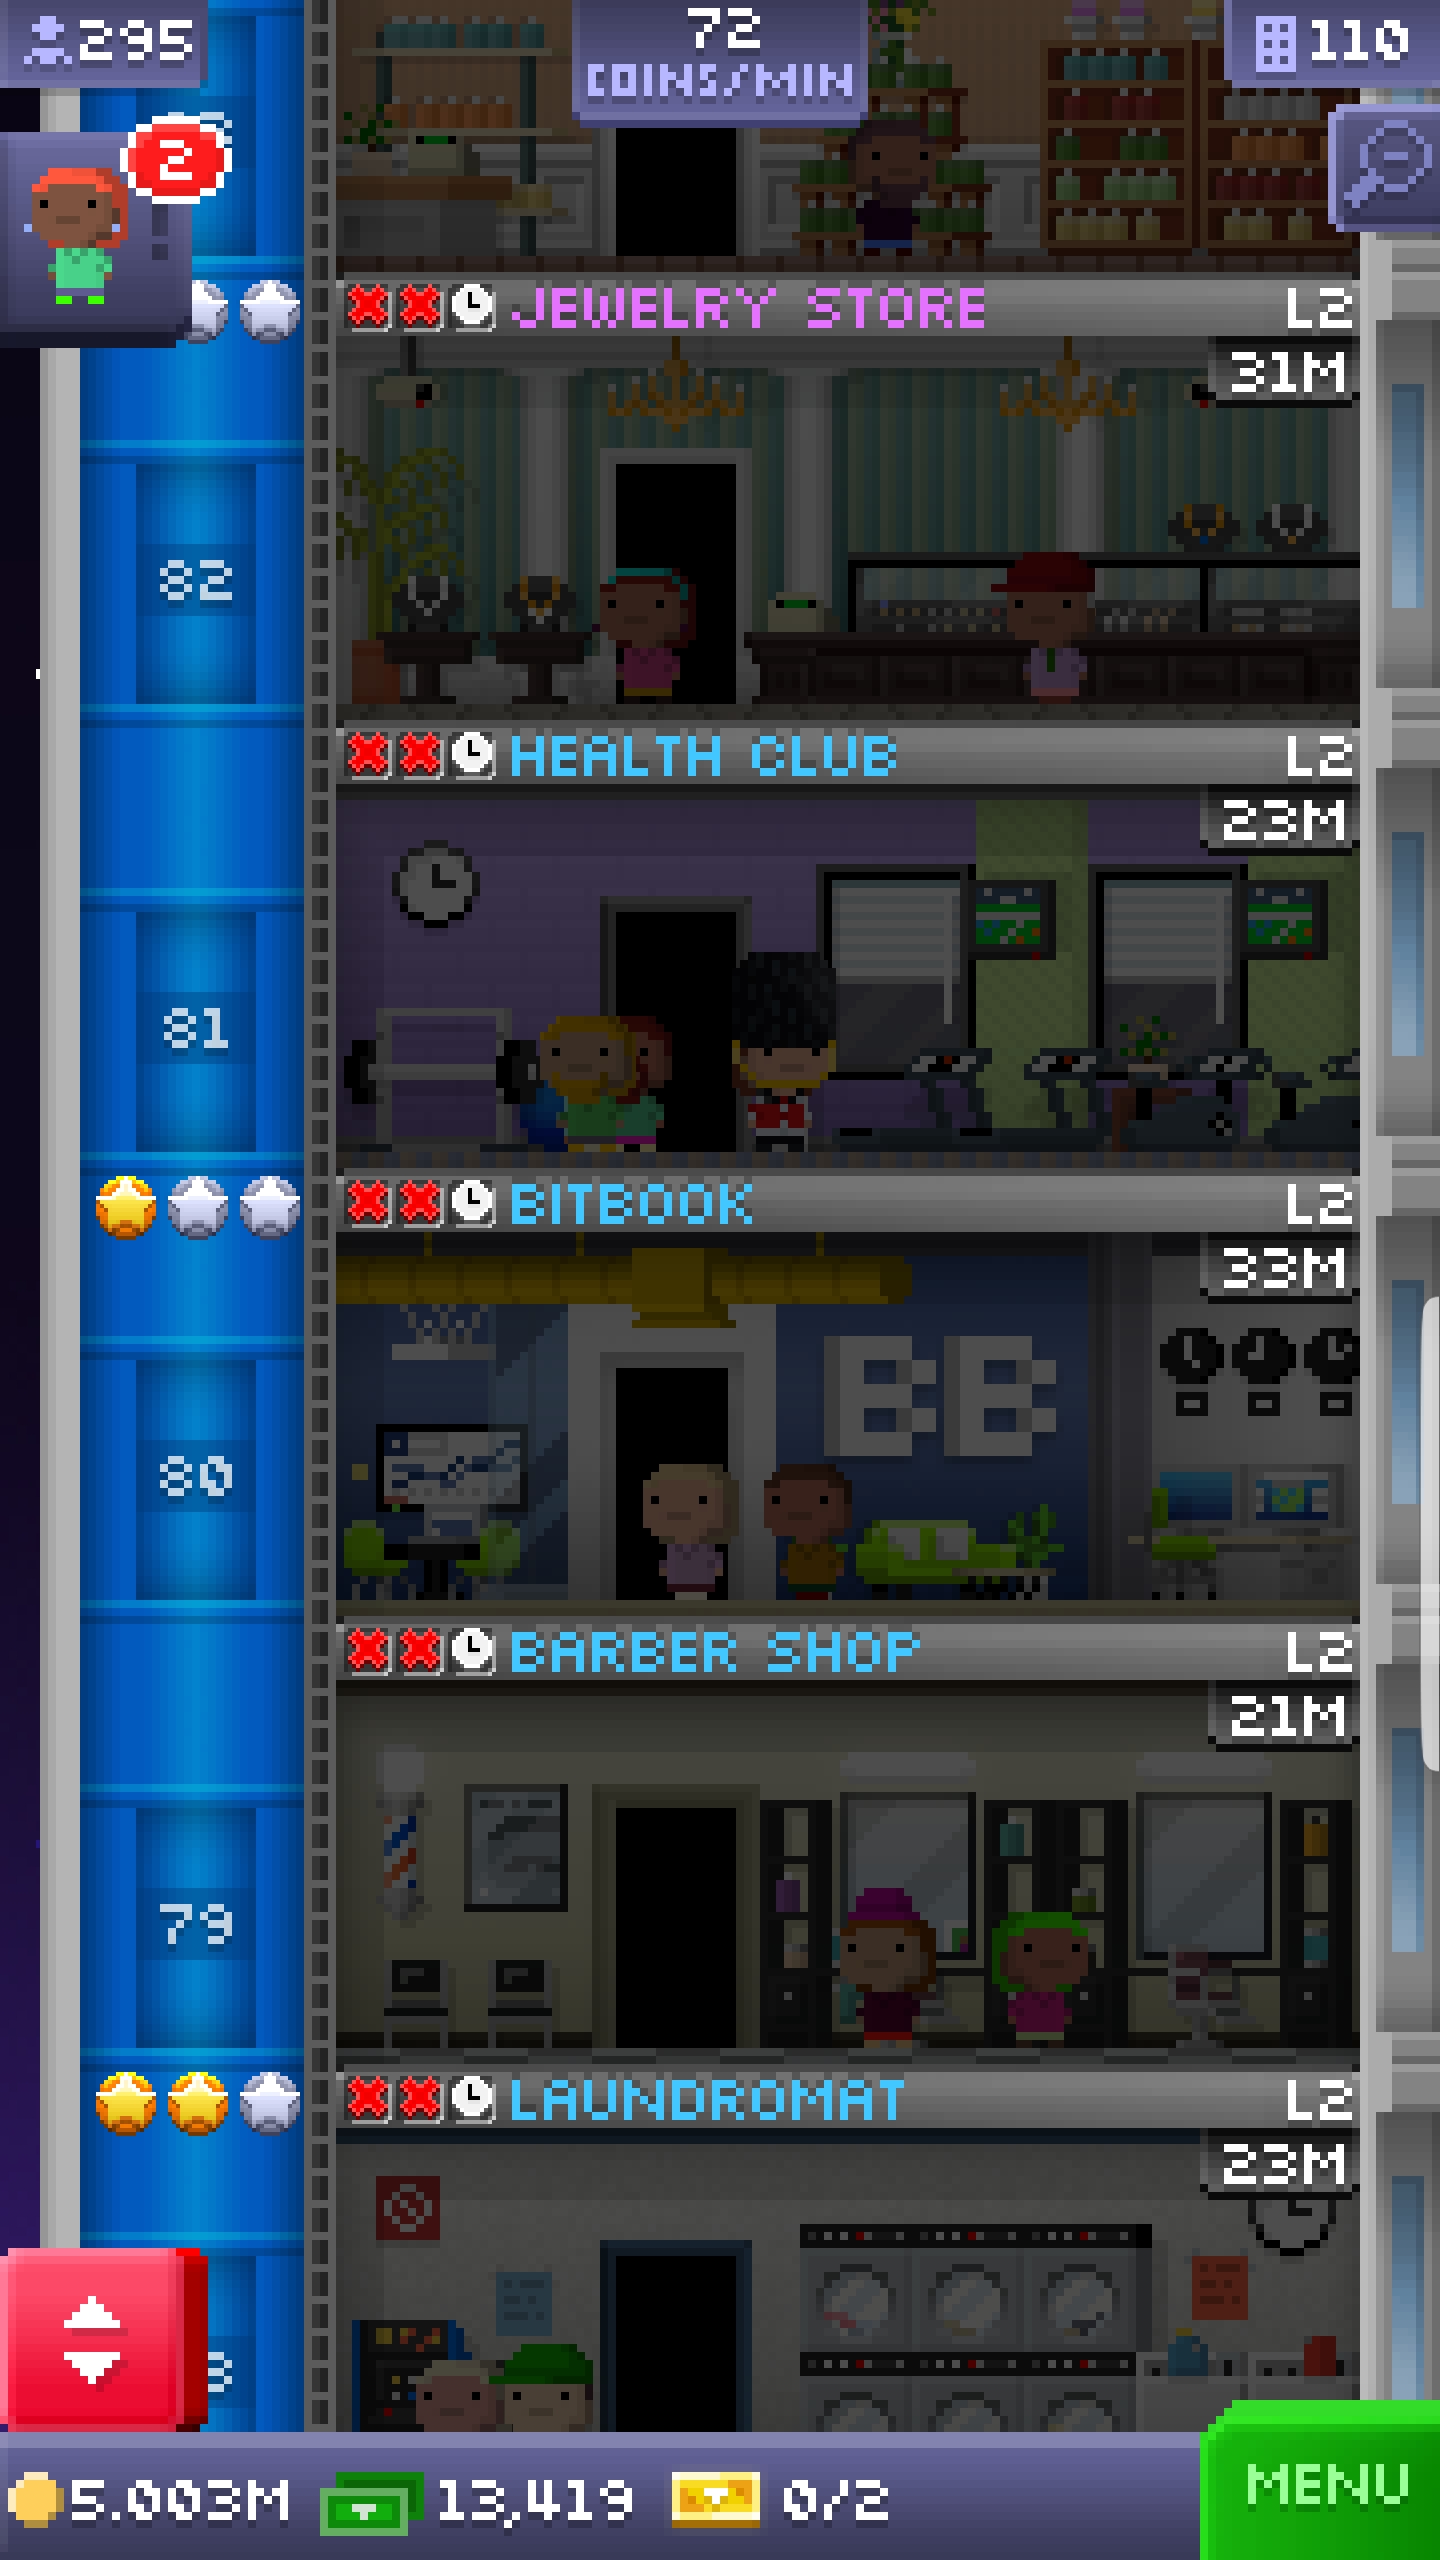 295
72
COINS/MIN
110
2
JEWELRY STORE L2
31M
82
HEALTH CLUB L2
23M
81
BITBOOK L2
33M
BB
80
BARBER SHOP L2
21M
79
LAUNDROMAT L2
23M
5.003M 13,419 0/2 MENU